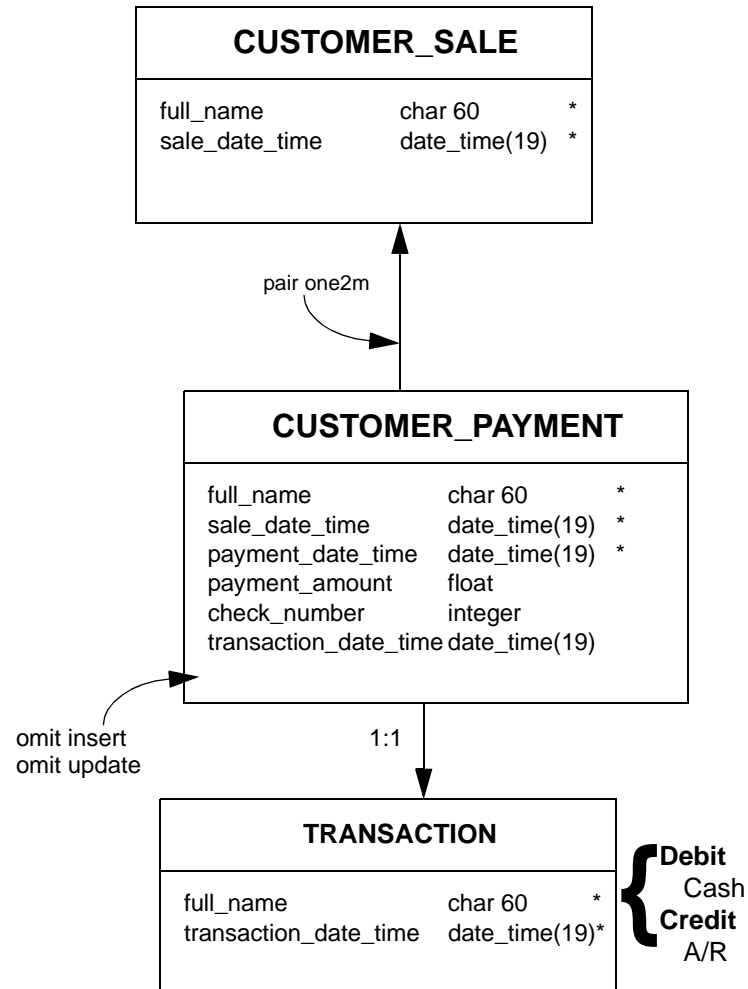 CUSTOMER_SALE
full_name char 60 *
sale_date_time date_time(19) *
pair one2m
CUSTOMER_PAYMENT
full_name char 60 *
sale_date_time date_time(19) *
payment_date_time date_time(19) *
payment_amount float
check_number integer
transaction_date_time date_time(19)
omit insert
omit update
1:1
TRANSACTION
full_name char 60 *
transaction_date_time date_time(19)*
{
Debit
Cash
Credit
A/R